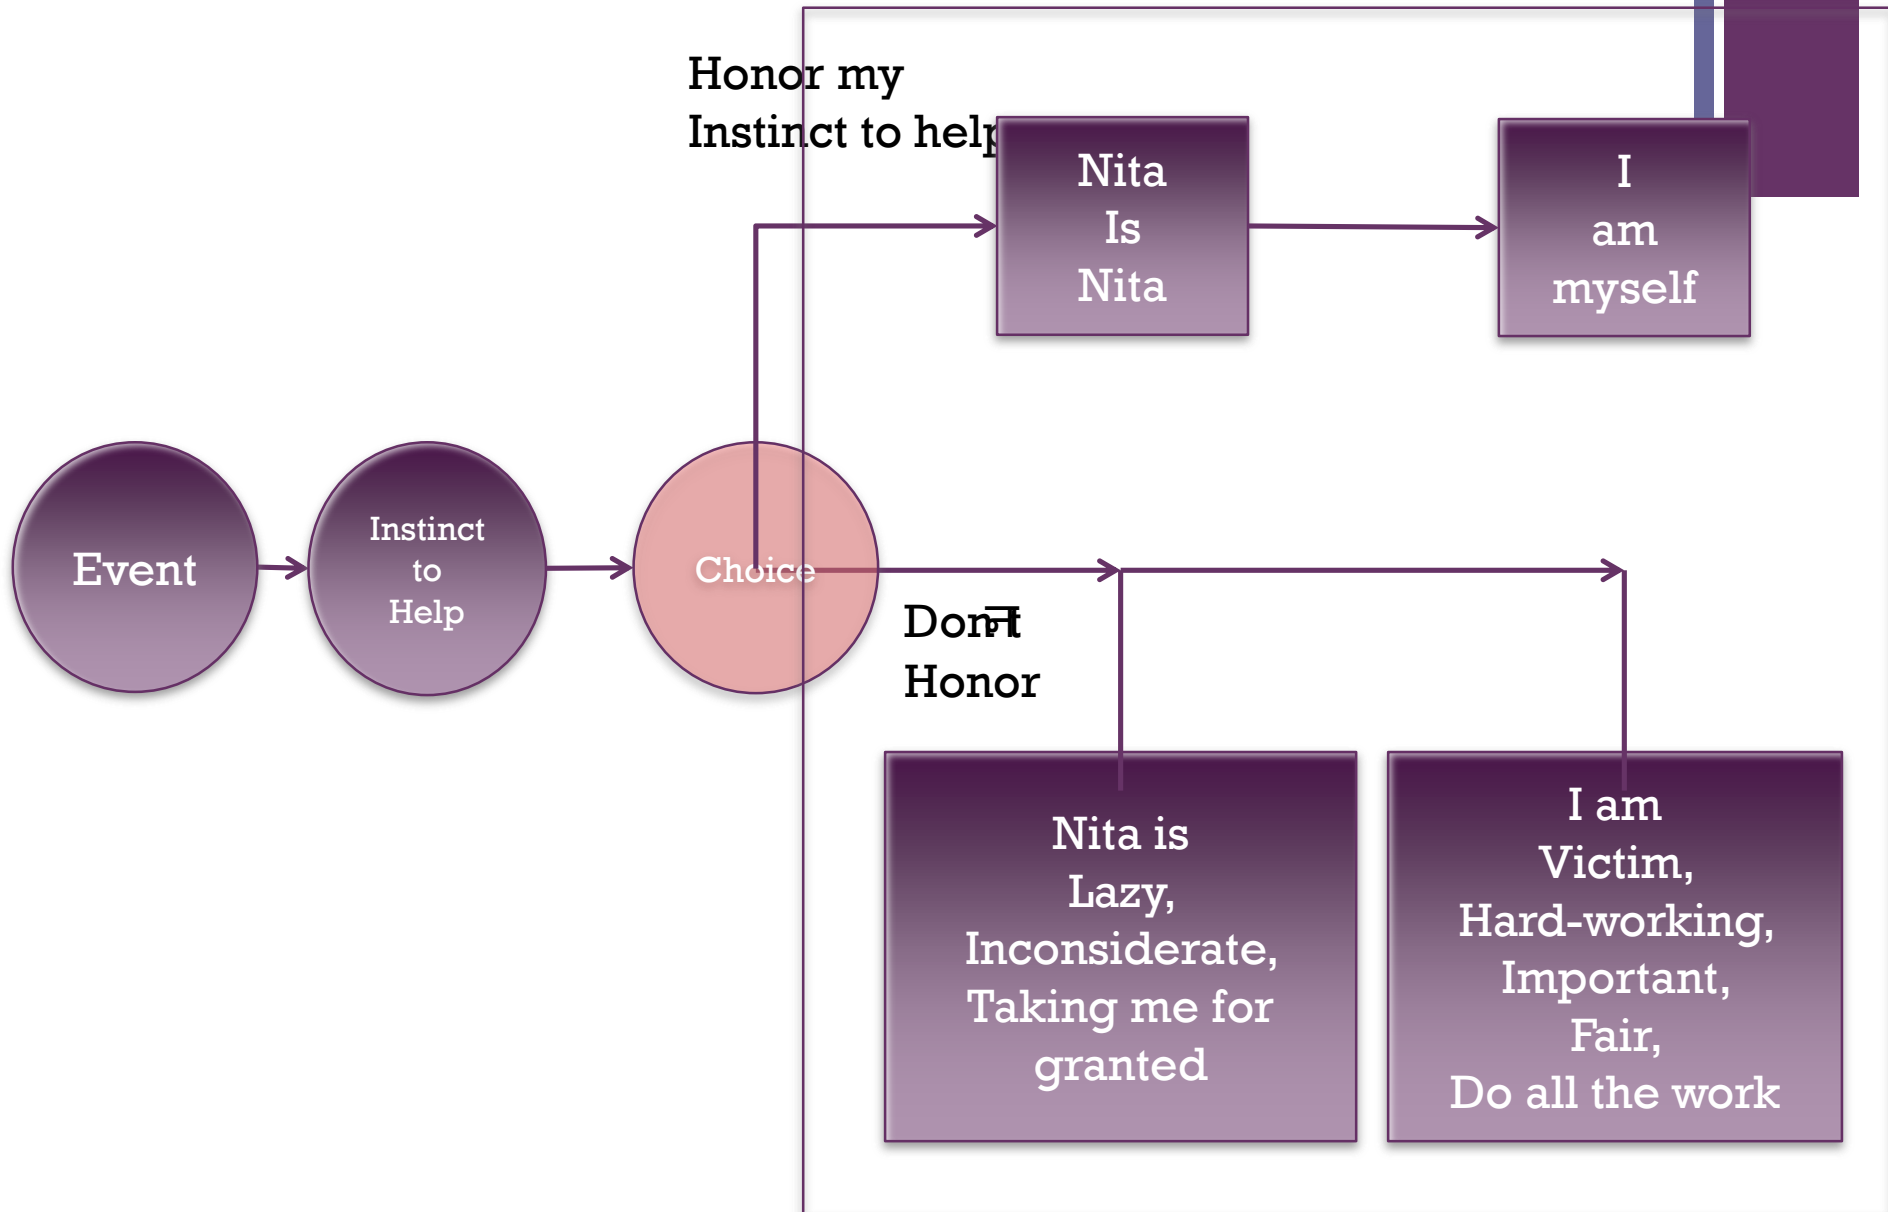 Honor my
Instinct to help
Nita
Is
Nita
I
am
myself
Event
Instinct
to
Help
Choice
Don't
Honor
Nita is
Lazy,
Inconsiderate,
Taking me for
granted
I am
Victim,
Hard-working,
Important,
Fair,
Do all the work